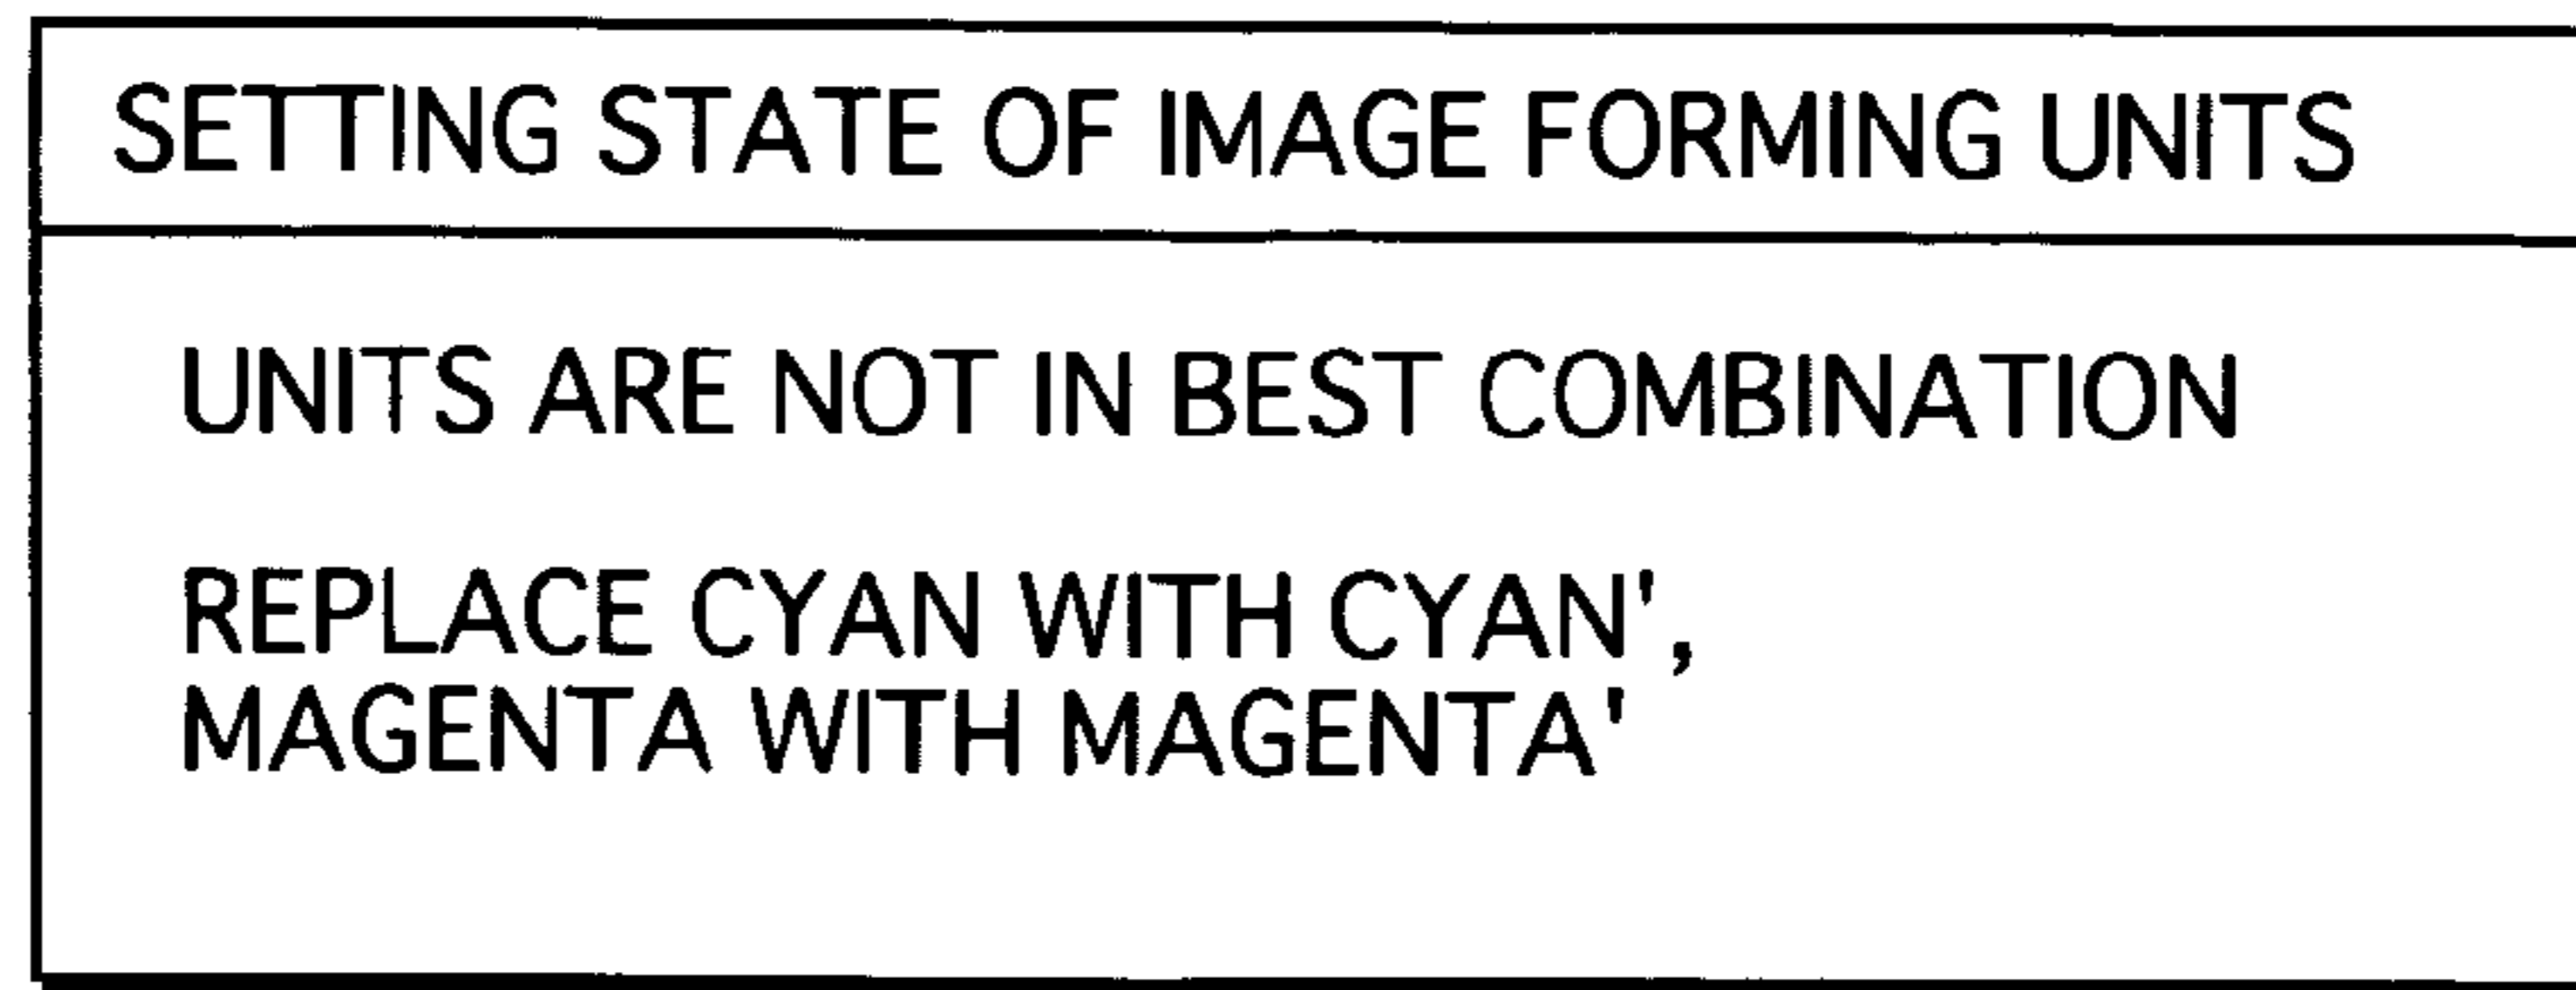 SETTING STATE OF IMAGE FORMING UNITS
UNITS ARE NOT IN BEST COMBINATION
REPLACE CYAN WITH CYAN',
MAGENTA WITH MAGENTA'